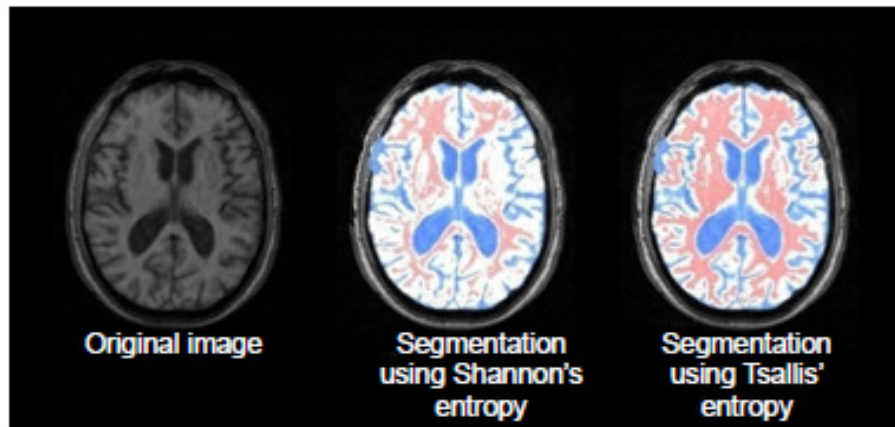 Original image
Segmentation
using Shannon's
entropy
Segmentation
using Tsallis'
entropy